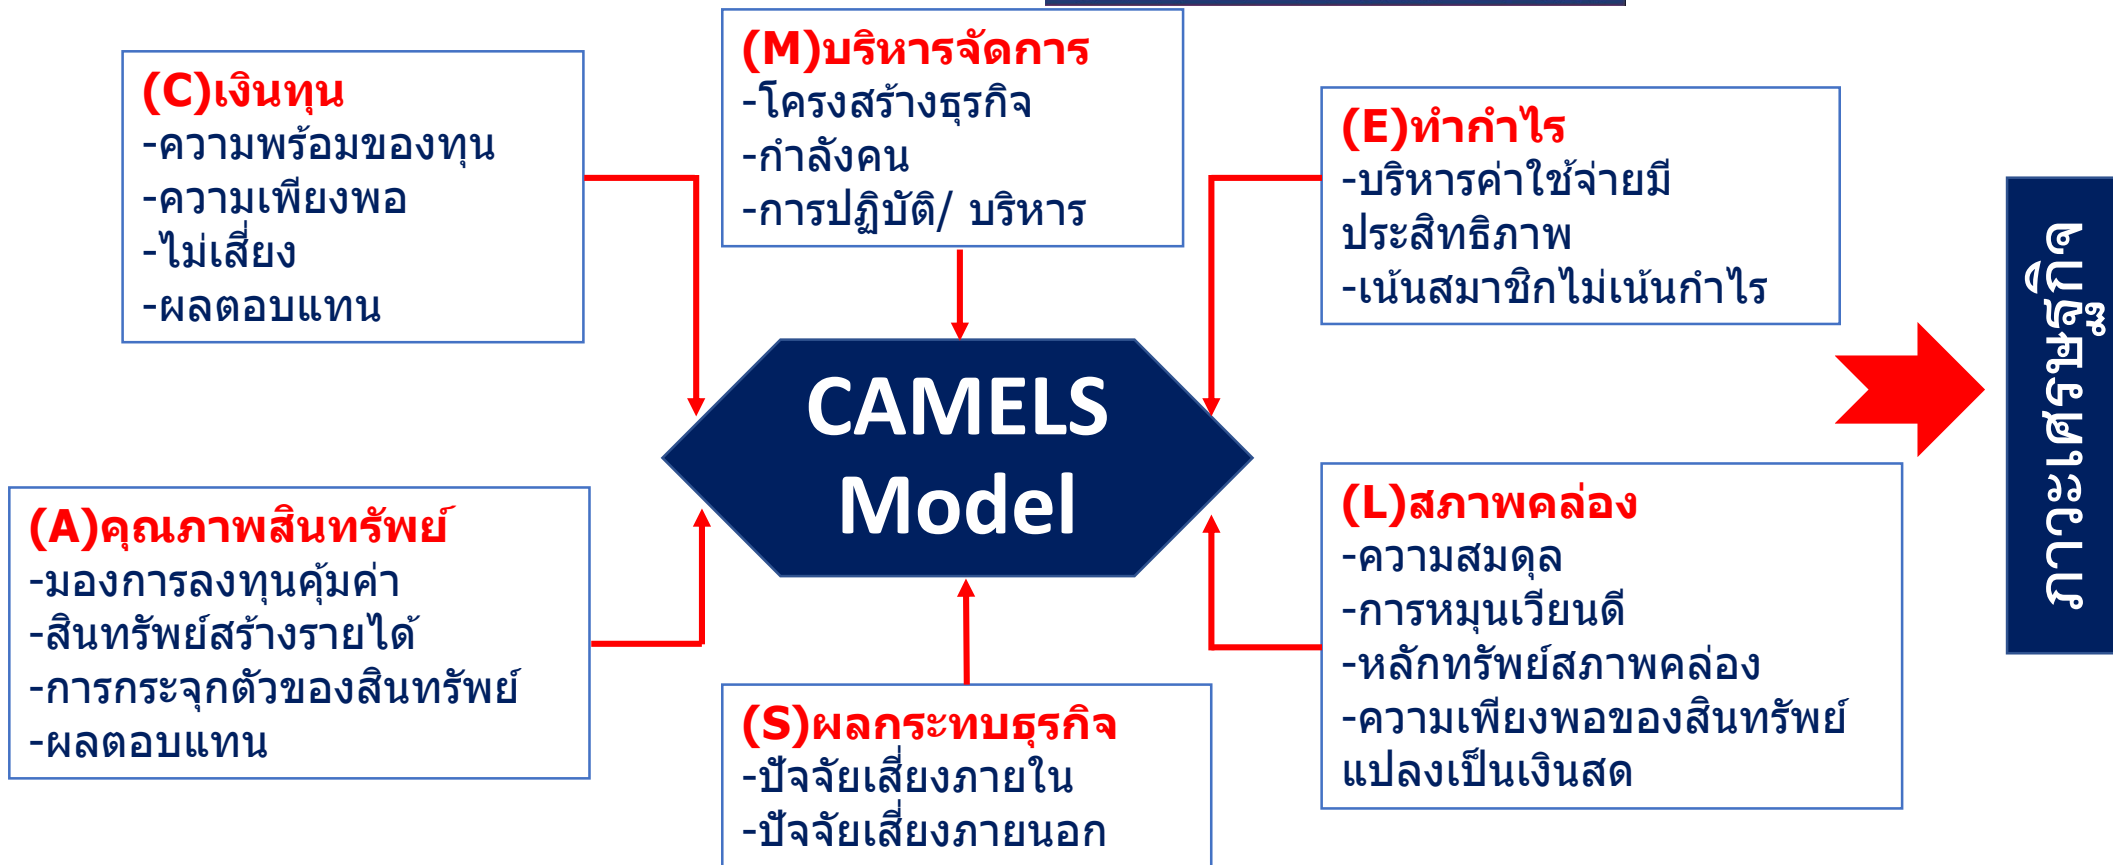 (C)เงินทุน
-ความพร้อมของทุน
-ความเพียงพอ
-ไม่เสี่ยง
-ผลตอบแทน
(M)บริหารจัดการ
-โครงสร้างธุรกิจ
-กำลังคน
-การปฏิบัติ/ บริหาร
(E)ทำกำไร
-บริหารค่าใช้จ่ายมี
ประสิทธิภาพ
-เน้นสมาชิกไม่เน้นกำไร
CAMELS
Model
(A)คุณภาพสินทรัพย์
-มองการลงทุนคุ้มค่า
-สินทรัพย์สร้างรายได้
-การกระจุกตัวของสินทรัพย์
-ผลตอบแทน
(S)ผลกระทบธุรกิจ
-ปัจจัยเสี่ยงภายใน
-ปัจจัยเสี่ยงภายนอก
(L)สภาพคล่อง
-ความสมดุล
-การหมุนเวียนดี
-หลักทรัพย์สภาพคล่อง
-ความเพียงพอของสินทรัพย์
แปลงเป็นเงินสด
ภาวะเศรษฐกิจ